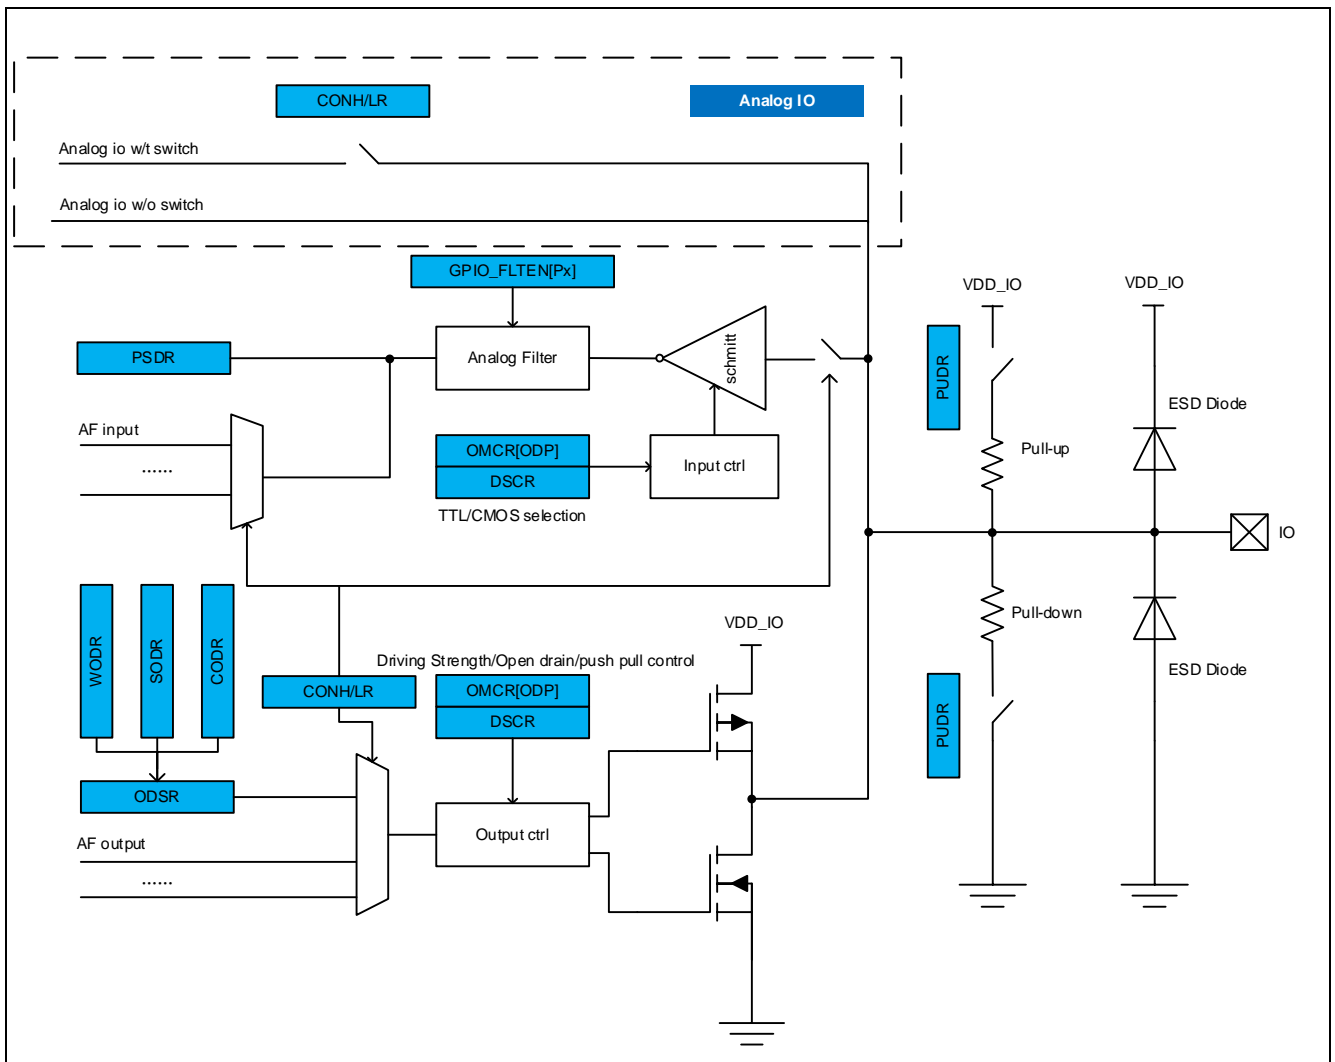 CONH/LR
Analog IO
Analog io w/t switch
Analog io w/o switch
GPIO_FLTEN[Px]
VDD_IO
VDD_IO
PSDR
Analog Filter
schmitt
PUDR
ESD Diode
AF input
......
OMCR[ODP]
DSCR
Input ctrl
Pull-up
TTL/CMOS selection
IO
WODR
SODR
CODR
Pull-down
VDD_IO
Driving Strength/Open drain/push pull control
ESD Diode
CONH/LR
OMCR[ODP]
DSCR
PUDR
ODSR
AF output
......
Output ctrl